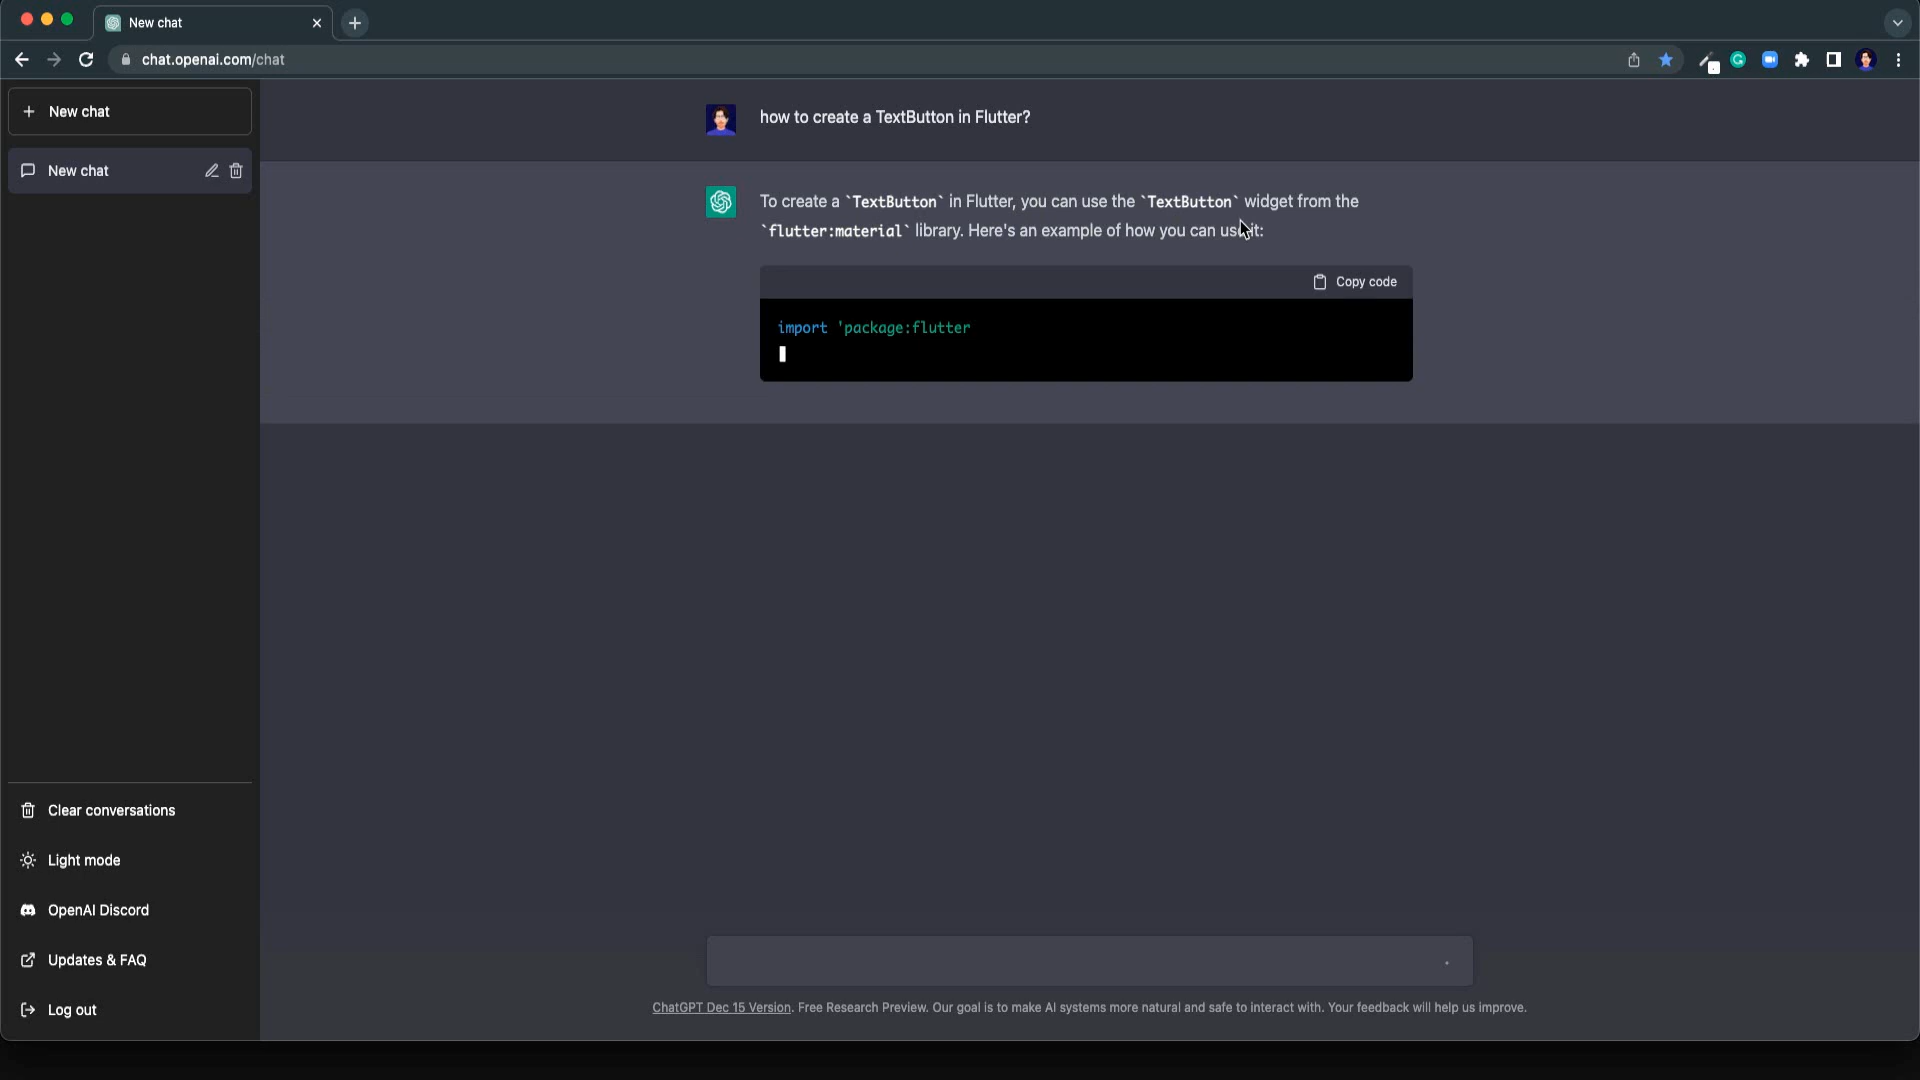 New chat
chat.openai.com/chat
New chat
New chat
how to create a TextButton in Flutter?
To create a `TextButton` in Flutter, you can use the `TextButton` widget from the
`flutter:material` library. Here's an example of how you can use it:
Copy code
import 'package:flutter
Clear conversations
Light mode
OpenAI Discord
Updates & FAQ
Log out
ChatGPT Dec 15 Version. Free Research Preview. Our goal is to make AI systems more natural and safe to interact with. Your feedback will help us improve.